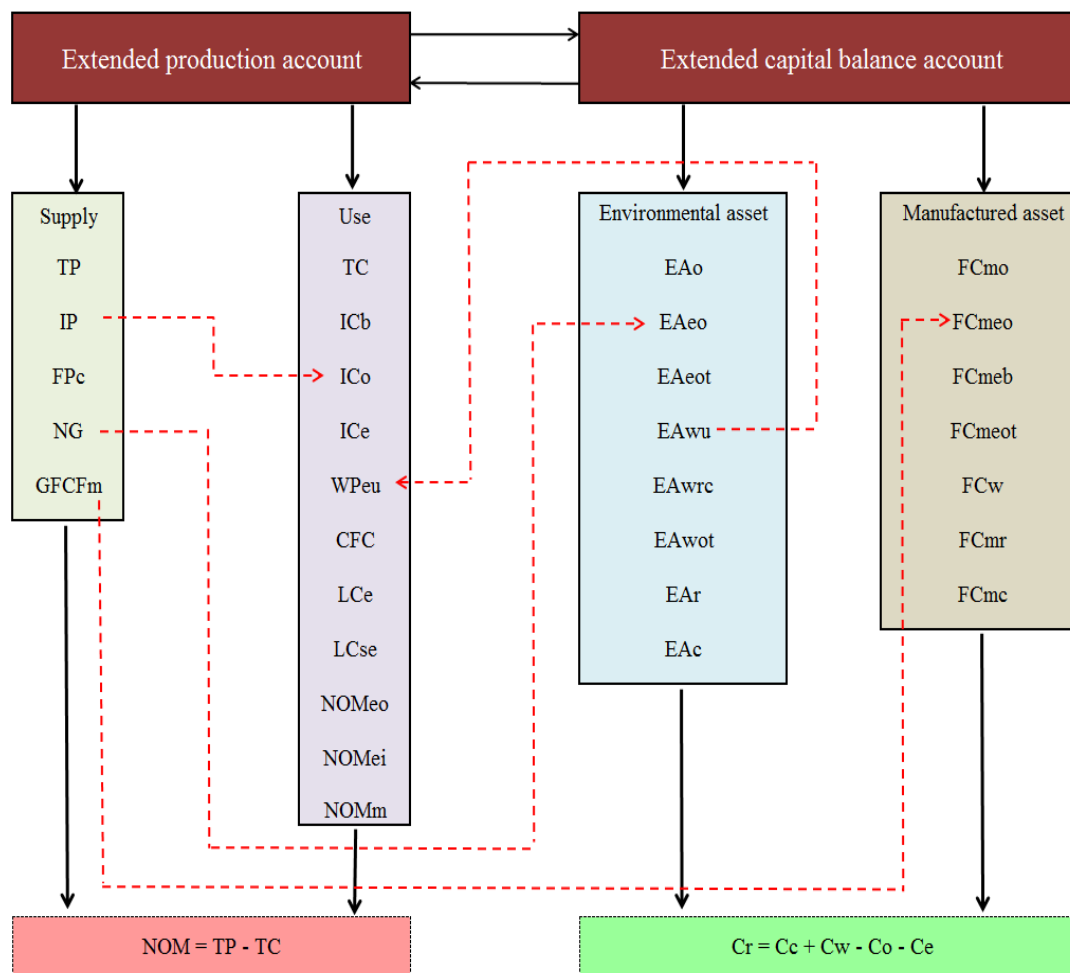 Extended production account
Extended capital balance account
Supply
TP
IP
FPc
NG
GFCFm
Use
TC
ICb
ICo
ICe
WPeu
CFC
LCe
LCse
NOMeo
NOMei
NOMm
Environmental asset
EAo
EAeo
EAeot
EAwu
EAwrc
EAwot
EAr
EAc
Manufactured asset
FCmo
FCmeo
FCmeb
FCmeot
FCw
FCmr
FCmc
NOM = TP - TC
Cr = Cc + Cw - Co - Ce